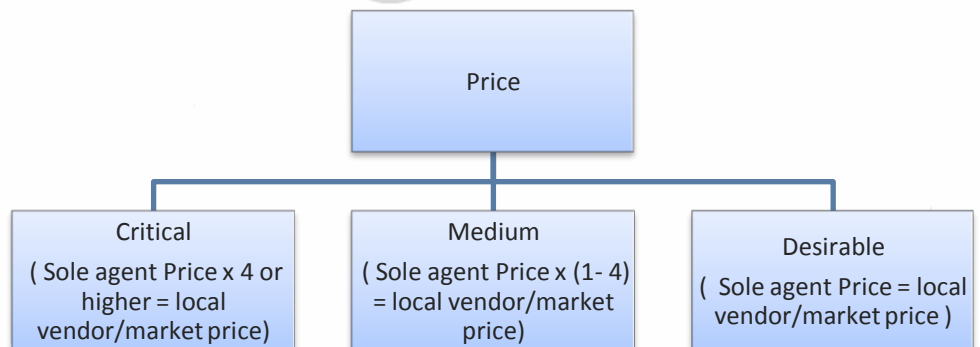 Price
Critical
( Sole agent Price x 4 or
higher = local
vendor/market price)
Medium
( Sole agent Price x (1- 4)
= local vendor/market
price)
Desirable
( Sole agent Price = local
vendor/market price )